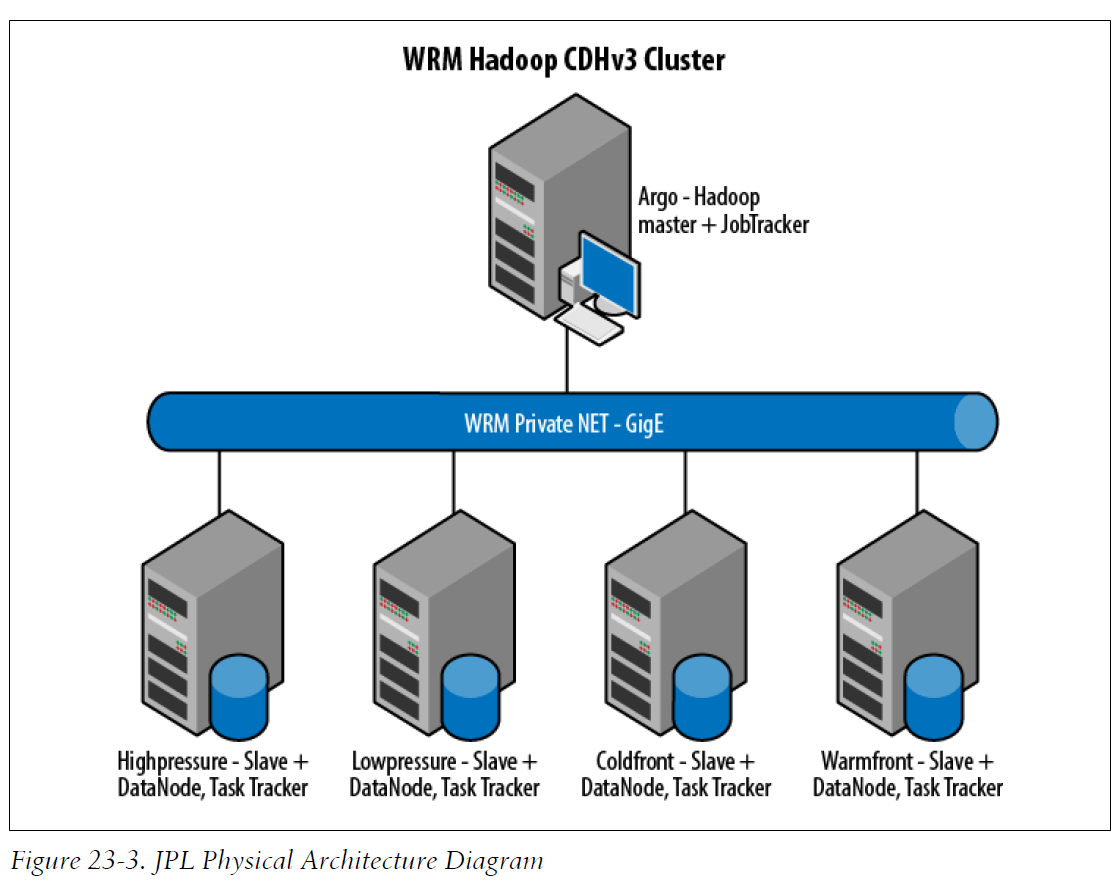 WRM Hadoop CDHv3 Cluster
Argo - Hadoop
master + JobTracker
WRM Private NET - GigE
Highpressure - Slave +
DataNode, Task Tracker
Lowpressure - Slave +
DataNode, Task Tracker
Coldfront - Slave +
DataNode, Task Tracker
Warmfront - Slave +
DataNode, Task Tracker
Figure 23-3. JPL Physical Architecture Diagram